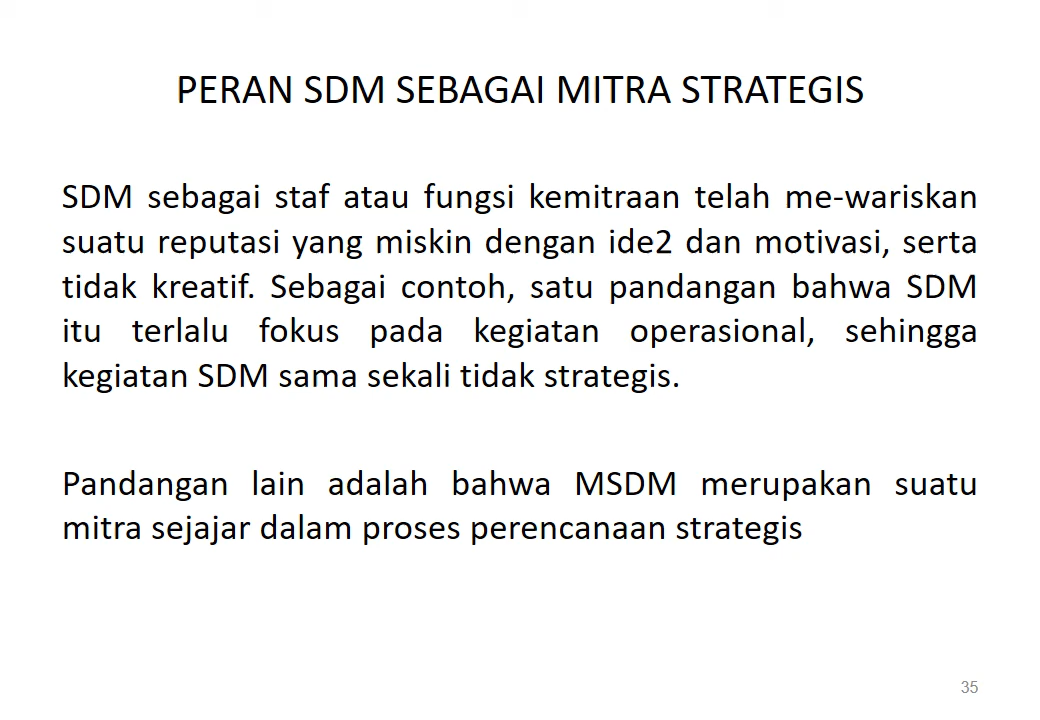 PERAN SDM SEBAGAI MITRA STRATEGIS
SDM sebagai staf atau fungsi kemitraan telah me-wariskan
suatu reputasi yang miskin dengan ide2 dan motivasi, serta
tidak kreatif. Sebagai contoh, satu pandangan bahwa SDM
itu terlalu fokus pada kegiatan operasional, sehingga
kegiatan SDM sama sekali tidak strategis.
Pandangan lain adalah bahwa MSDM merupakan suatu
mitra sejajar dalam proses perencanaan strategis
35